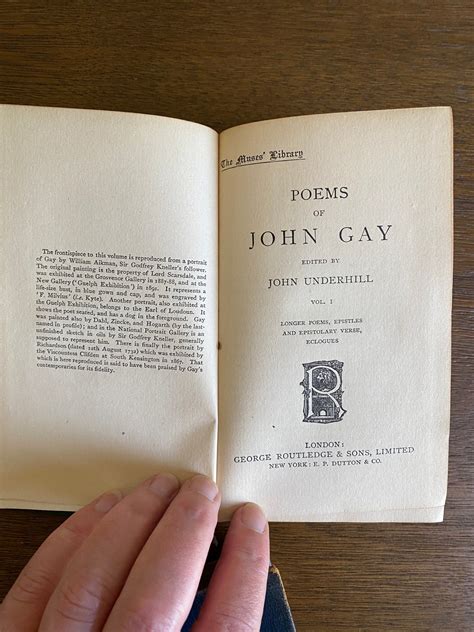 The frontispiece to this volume is reproduced from a portrait
of Gay by William Aikman, Sir Godfrey Kneller's follower.
The original painting is the property of Lord Scarsdale, and
was exhibited at the Grosvenor Gallery in 1887-88, and at the
New Gallery ('Guelph Exhibition') in 1891. It represents a
life-size bust, in blue gown and cap, and was engraved by
'F. Milvius' (i.e. Kyte). Another portrait, also exhibited at
the Guelph Exhibition, belongs to the Earl of Loudoun. It
shows the poet seated, and has a dog in the foreground. Gay
was painted also by Dahl, Zincke, and Hogarth (by the last-
named in profile); and in the National Portrait Gallery is an
unfinished sketch in oils by Sir Godfrey Kneller, generally
supposed to represent him. There is finally the portrait by
Richardson (dated 12th August 1732) which was exhibited by
the Viscountess Clifden at South Kensington in 1867. That
which is here reproduced is said to have been praised by Gay's
contemporaries for its fidelity.
The Muses' Library
POEMS
OF
JOHN GAY
EDITED BY
JOHN UNDERHILL
VOL. I
LONGER POEMS, EPISTLES
AND EPISTOLARY VERSE,
ECLOGUES
R
LONDON:
GEORGE ROUTLEDGE & SONS, LIMITED
NEW YORK: E. P. DUTTON & CO.